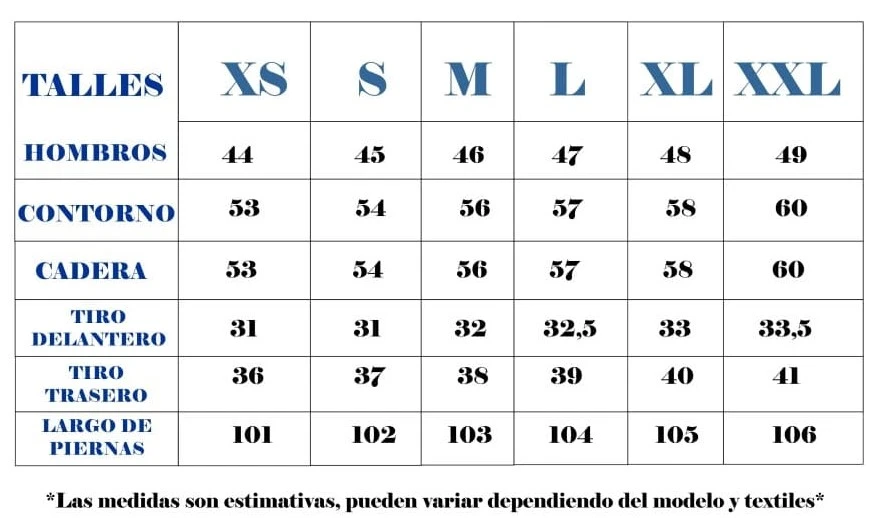 TALLES XS S M L XL XXL
HOMBROS 44 45 46 47 48 49
CONTORNO 53 54 56 57 58 60
CADERA 53 54 56 57 58 60
TIRO
DELANTERO 31 31 32 32,5 33 33,5
TIRO
TRASERO 36 37 38 39 40 41
LARGO DE
PIERNAS 101 102 103 104 105 106
*Las medidas son estimativas, pueden variar dependiendo del modelo y textiles*